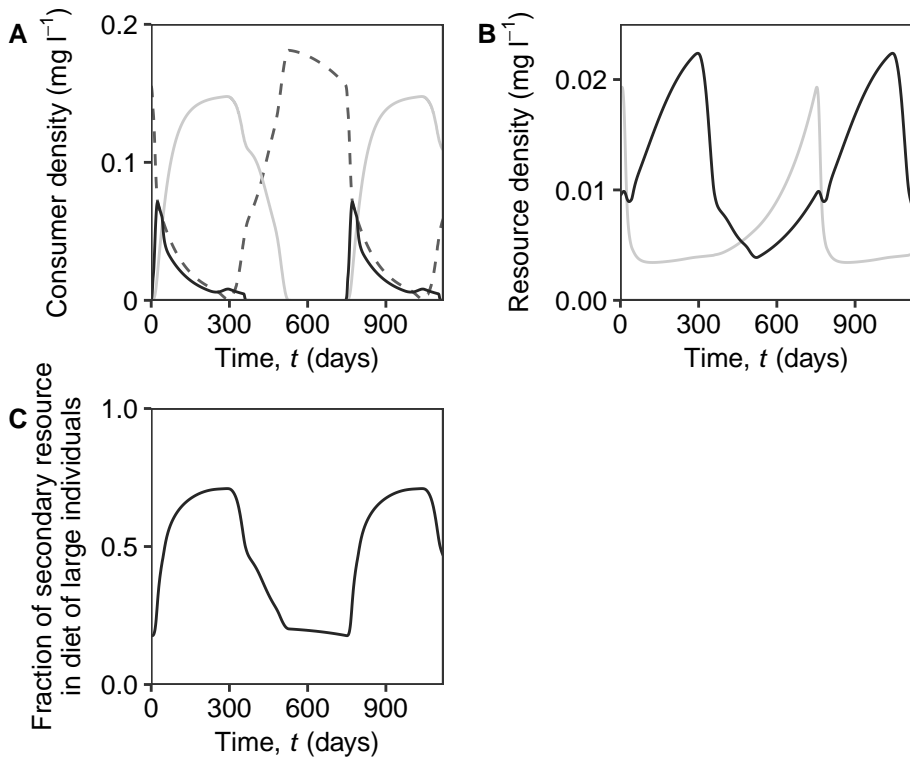 A
Consumer density (mg l⁻¹)
0.2
0.1
0
0 300 600 900
Time, t (days)
B
Resource density (mg l⁻¹)
0.02
0.01
0.00
0 300 600 900
Time, t (days)
C
Fraction of secondary resource
in diet of large individuals
1.0
0.5
0.0
0 300 600 900
Time, t (days)